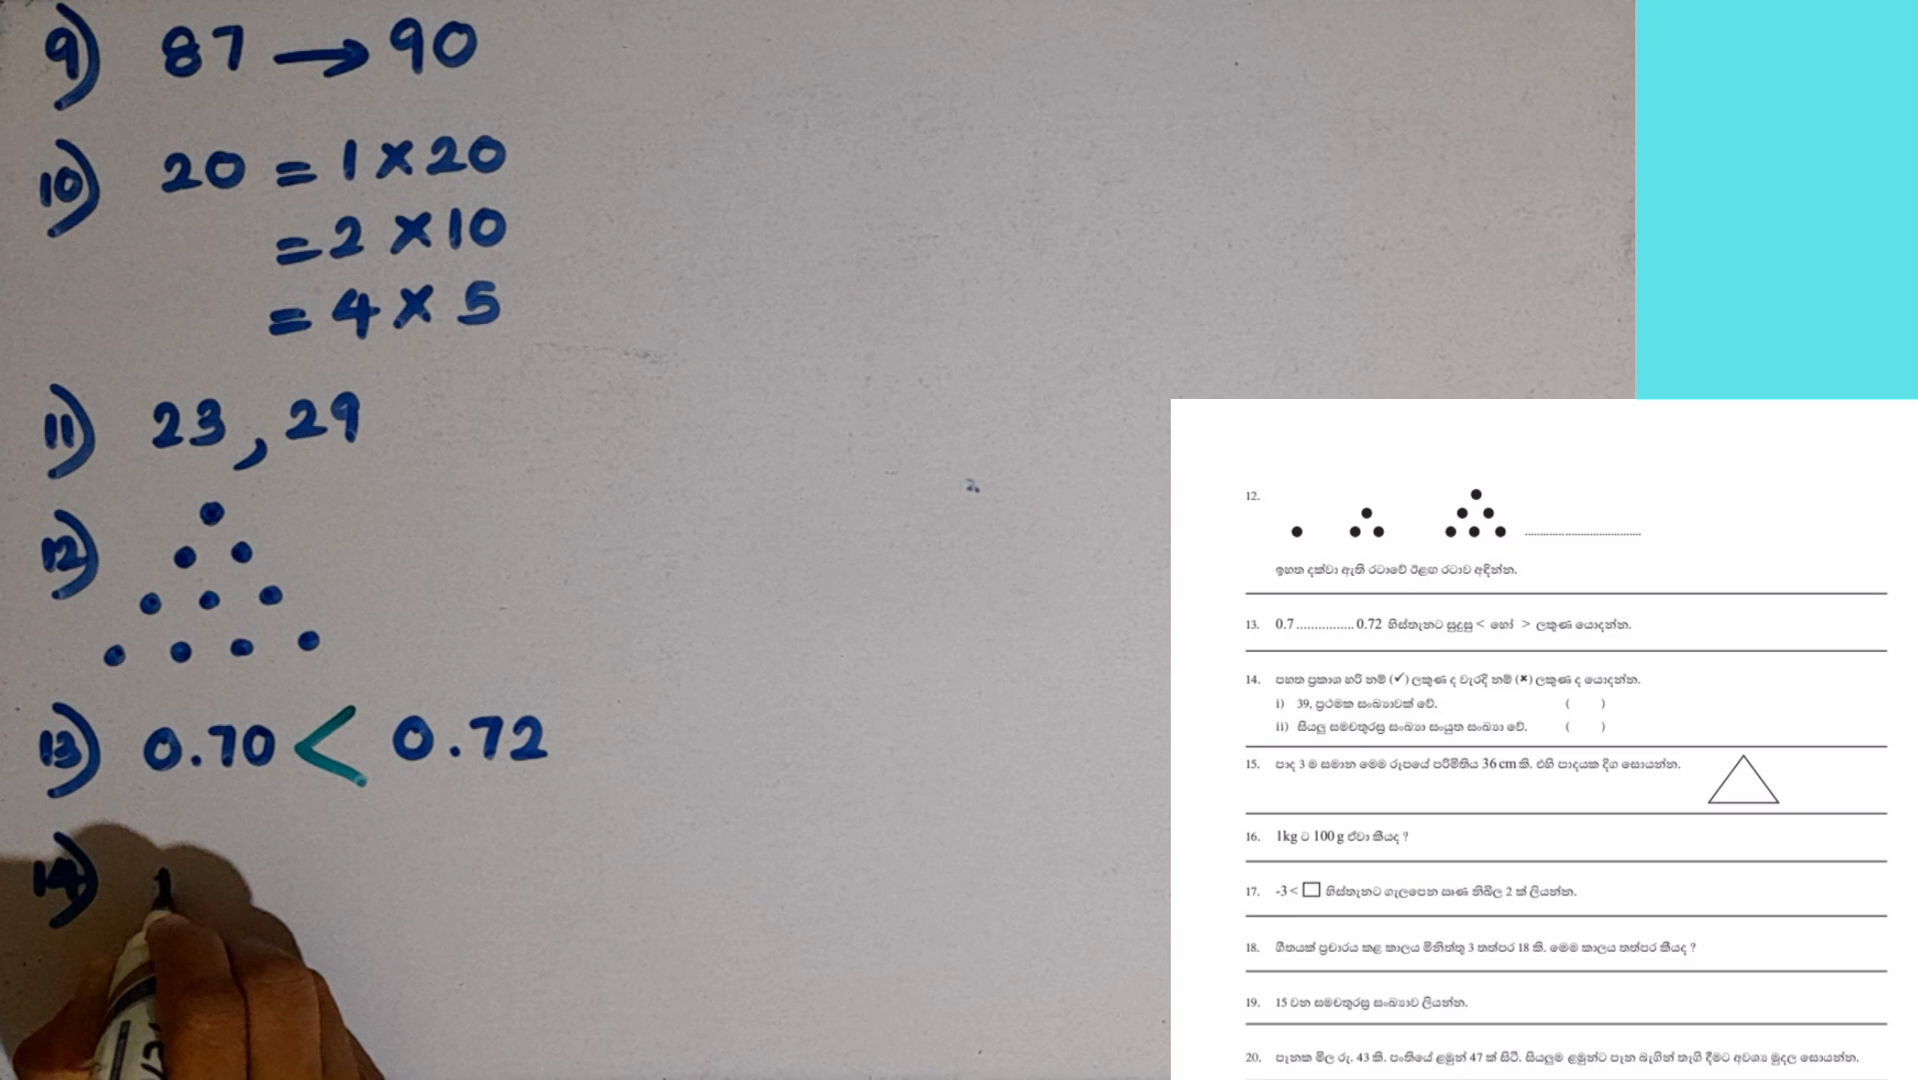 9) 87 → 90
10) 20 = 1 × 20
= 2 × 10
= 4 × 5
11) 23, 29
12)
13) 0.70 < 0.72
14)
12.
ඉහත දක්වා ඇති රටාවේ ඊළඟ රටාව අඳින්න.
13. 0.7 ................ 0.72 හිස්තැනට සුදුසු < හෝ > ලකුණ යොදන්න.
14. පහත ප්‍රකාශ හරි නම් (✓) ලකුණ ද වැරදි නම් (×) ලකුණ ද යොදන්න.
i) 39, ප්‍රථමක සංඛ්‍යාවක් වේ. ( )
ii) සියලු සමචතුරස්‍ර සංඛ්‍යා සංයුත සංඛ්‍යා වේ. ( )
15. පාද 3 ම සමාන මෙම රූපයේ පරිමිතිය 36 cm කි. එහි පාදයක දිග සොයන්න.
16. 1kg ට 100 g ඒවා කීයද ?
17. -3 < □ හිස්තැනට ගැලපෙන ඍණ නිඛිල 2 ක් ලියන්න.
18. ගීතයක් ප්‍රචාරය කළ කාලය මිනිත්තු 3 තත්පර 18 කි. මෙම කාලය තත්පර කීයද ?
19. 15 වන සමචතුරස්‍ර සංඛ්‍යාව ලියන්න.
20. පෑනක මිල රු. 43 කි. පංතියේ ළමුන් 47 ක් සිටී. සියලුම ළමුන්ට පෑන බැගින් තෑගි දීමට අවශ්‍ය මුදල සොයන්න.